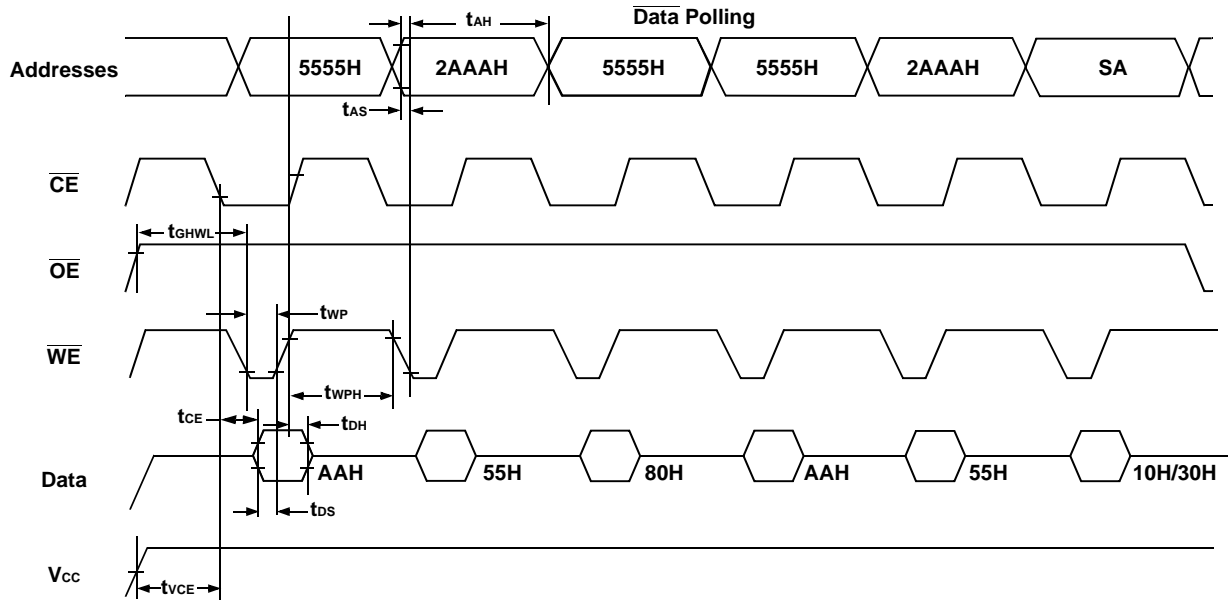 Data Polling
tAH
Addresses 5555H 2AAAH 5555H 5555H 2AAAH SA
tAS
CE
tGHWL
OE
tWP
WE
tWPH
tCE tDH
Data AAH 55H 80H AAH 55H 10H/30H
tDS
VCC
tVCE